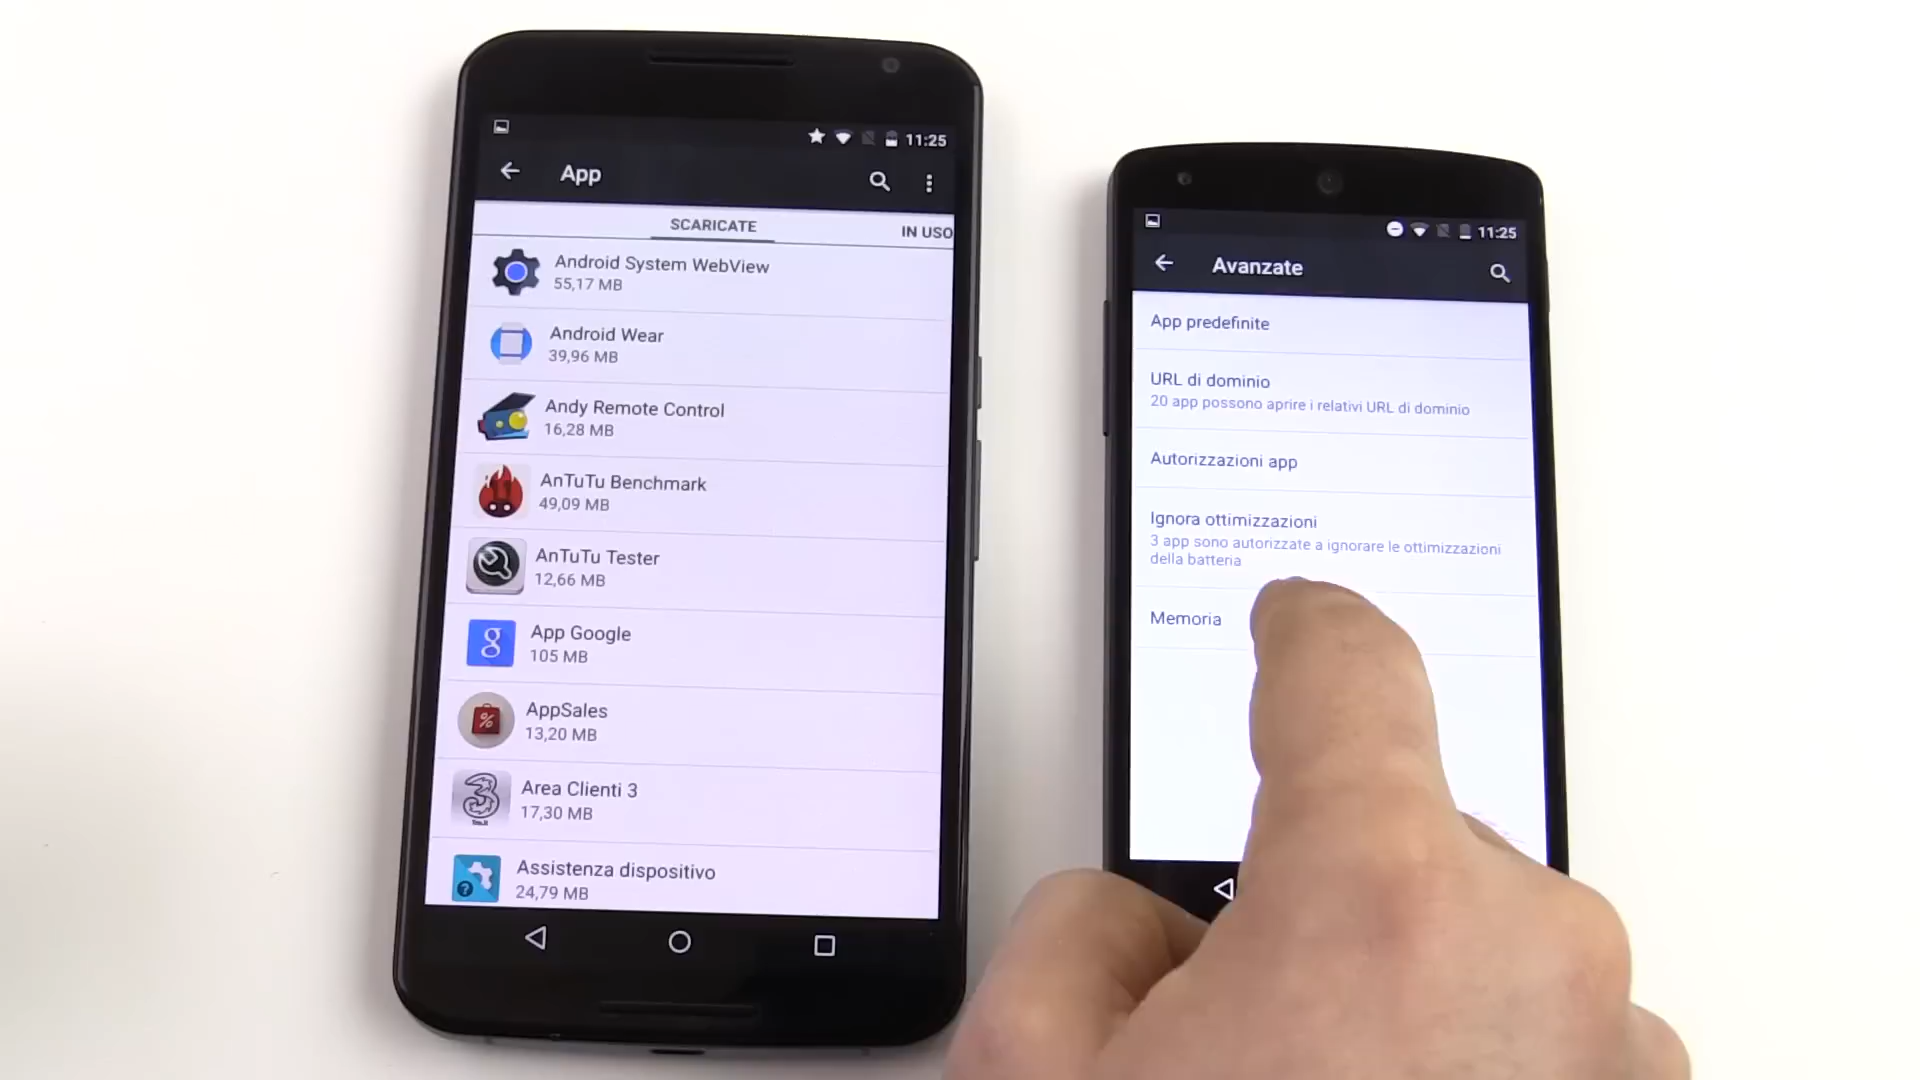 11:25
App
SCARICATE
IN USO
Android System WebView
55,17 MB
Android Wear
39,96 MB
Andy Remote Control
16,28 MB
AnTuTu Benchmark
49,09 MB
AnTuTu Tester
12,66 MB
App Google
105 MB
AppSales
13,20 MB
Area Clienti 3
17,30 MB
Assistenza dispositivo
24,79 MB
11:25
Avanzate
App predefinite
URL di dominio
20 app possono aprire i relativi URL di dominio
Autorizzazioni app
Ignora ottimizzazioni
3 app sono autorizzate a ignorare le ottimizzazioni
della batteria
Memoria